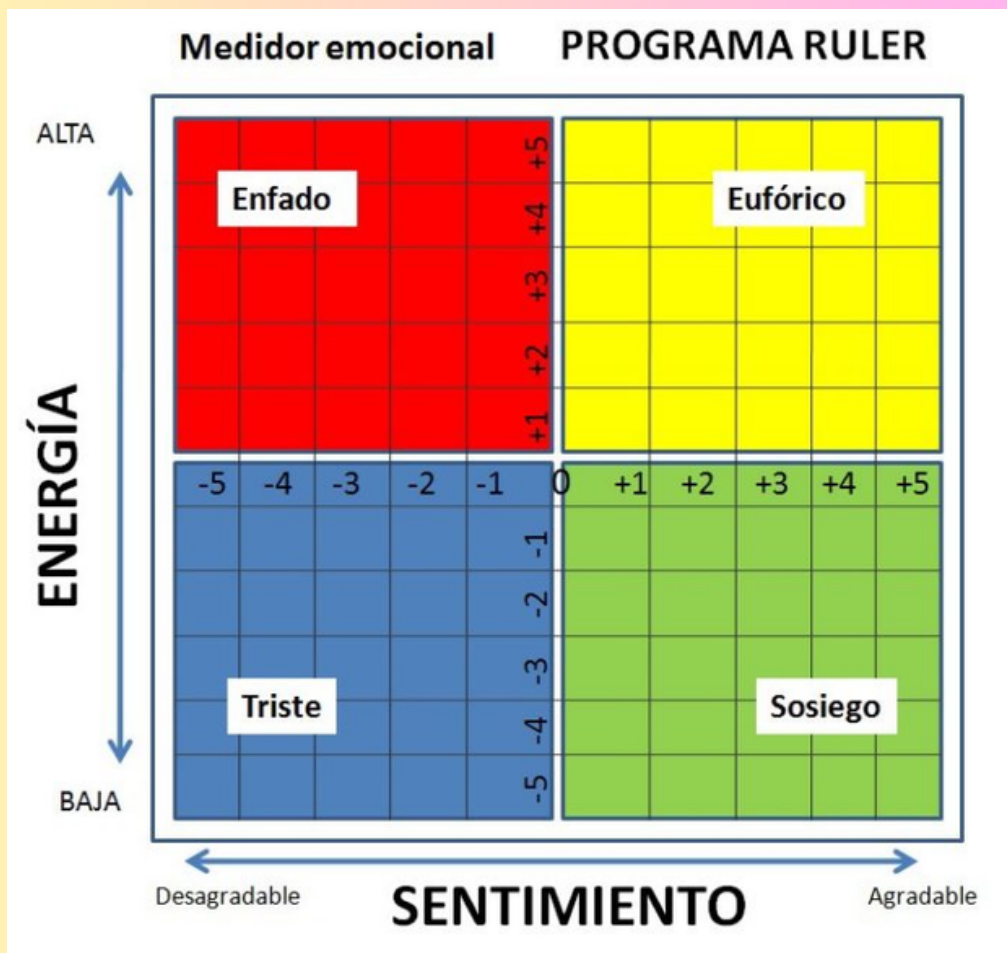 Medidor emocional PROGRAMA RULER
ALTA
+5
Enfado
Eufórico
+4
+3
+2
+1
ENERGÍA
-5 -4 -3 -2 -1 0 +1 +2 +3 +4 +5
-1
-2
-3
Triste
Sosiego
-4
-5
BAJA
Desagradable
SENTIMIENTO
Agradable